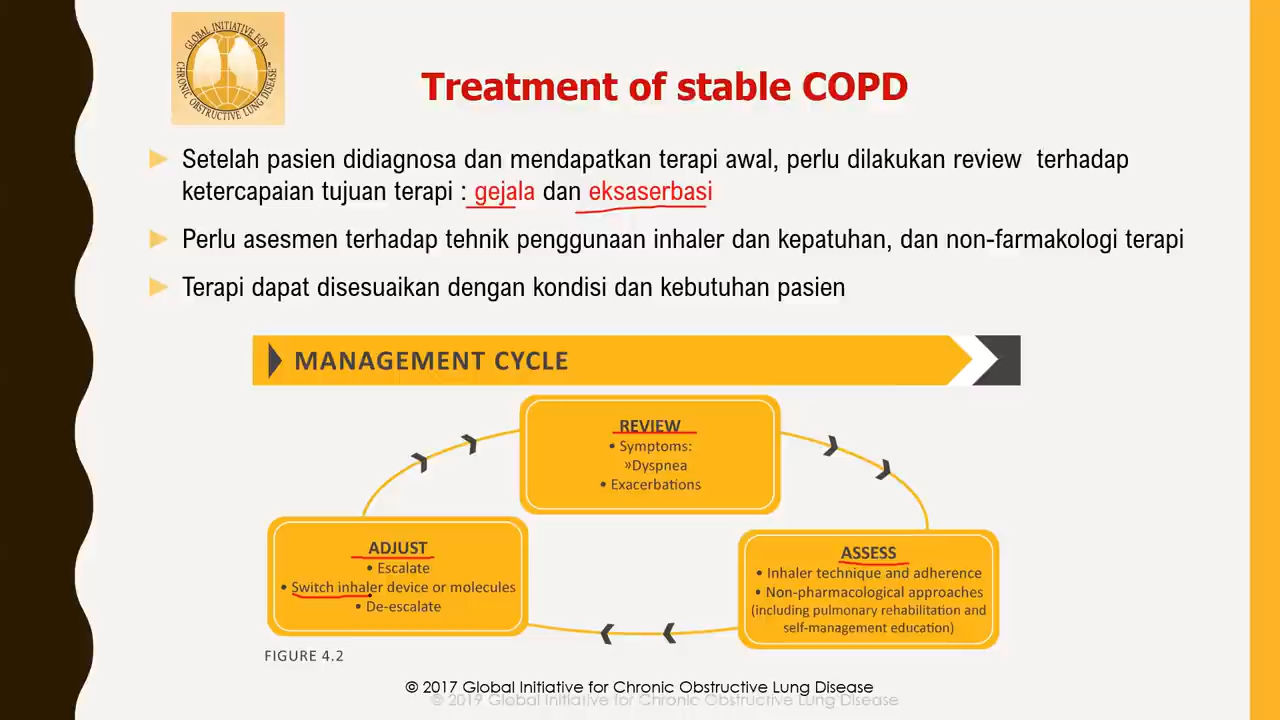 GLOBAL INITIATIVE FOR
CHRONIC OBSTRUCTIVE LUNG DISEASE
Treatment of stable COPD
Setelah pasien didiagnosa dan mendapatkan terapi awal, perlu dilakukan review terhadap
ketercapaian tujuan terapi : gejala dan eksaserbasi
Perlu asesmen terhadap tehnik penggunaan inhaler dan kepatuhan, dan non-farmakologi terapi
Terapi dapat disesuaikan dengan kondisi dan kebutuhan pasien
MANAGEMENT CYCLE
REVIEW
• Symptoms:
»Dyspnea
• Exacerbations
ADJUST
• Escalate
• Switch inhaler device or molecules
• De-escalate
ASSESS
• Inhaler technique and adherence
• Non-pharmacological approaches
(including pulmonary rehabilitation and
self-management education)
FIGURE 4.2
© 2017 Global Initiative for Chronic Obstructive Lung Disease
© 2019 Global Initiative for Chronic Obstructive Lung Disease